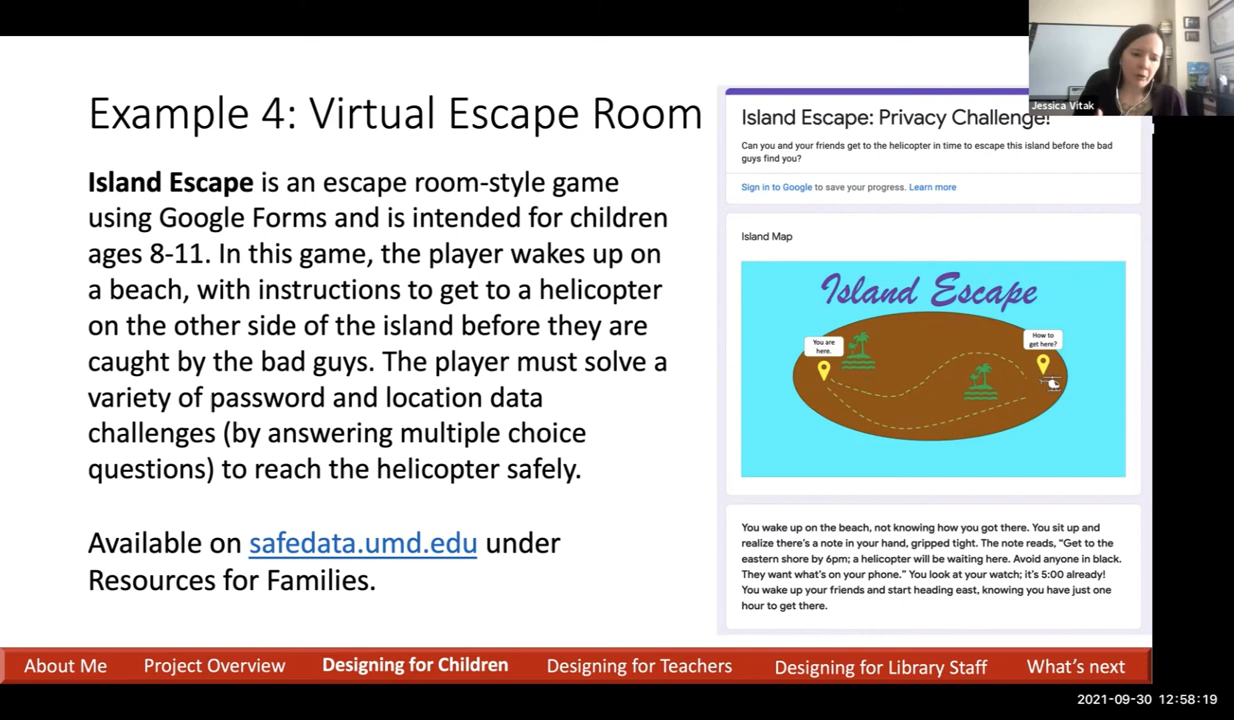 Jessica Vitak
Example 4: Virtual Escape Room
Island Escape is an escape room-style game
using Google Forms and is intended for children
ages 8-11. In this game, the player wakes up on
a beach, with instructions to get to a helicopter
on the other side of the island before they are
caught by the bad guys. The player must solve a
variety of password and location data
challenges (by answering multiple choice
questions) to reach the helicopter safely.
Available on safedata.umd.edu under
Resources for Families.
Island Escape: Privacy Challenge!
Can you and your friends get to the helicopter in time to escape this island before the bad
guys find you?
Sign in to Google to save your progress. Learn more
Island Map
Island Escape
You are
here.
How to
get here?
You wake up on the beach, not knowing how you got there. You sit up and
realize there's a note in your hand, gripped tight. The note reads, "Get to the
eastern shore by 6pm; a helicopter will be waiting here. Avoid anyone in black.
They want what's on your phone." You look at your watch; it's 5:00 already!
You wake up your friends and start heading east, knowing you have just one
hour to get there.
About Me Project Overview Designing for Children Designing for Teachers Designing for Library Staff What's next
2021-09-30 12:58:19